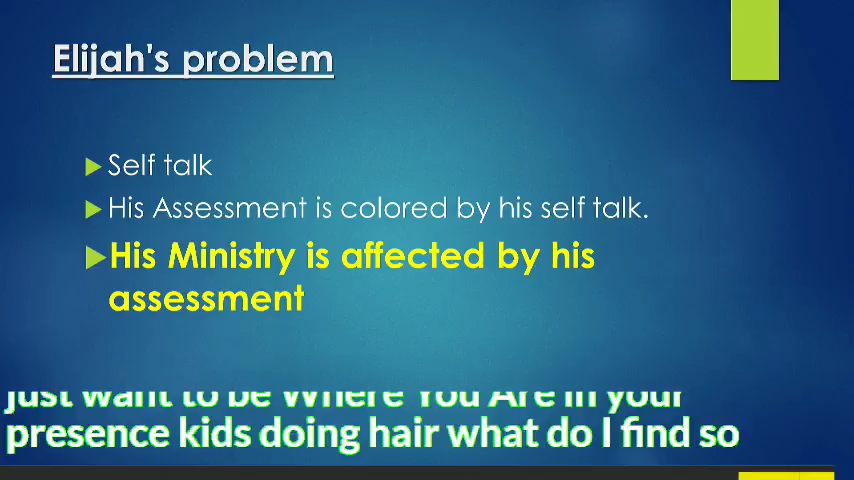 Elijah's problem
Self talk
His Assessment is colored by his self talk.
His Ministry is affected by his
assessment
just want to be Where You Are in your
presence kids doing hair what do I find so